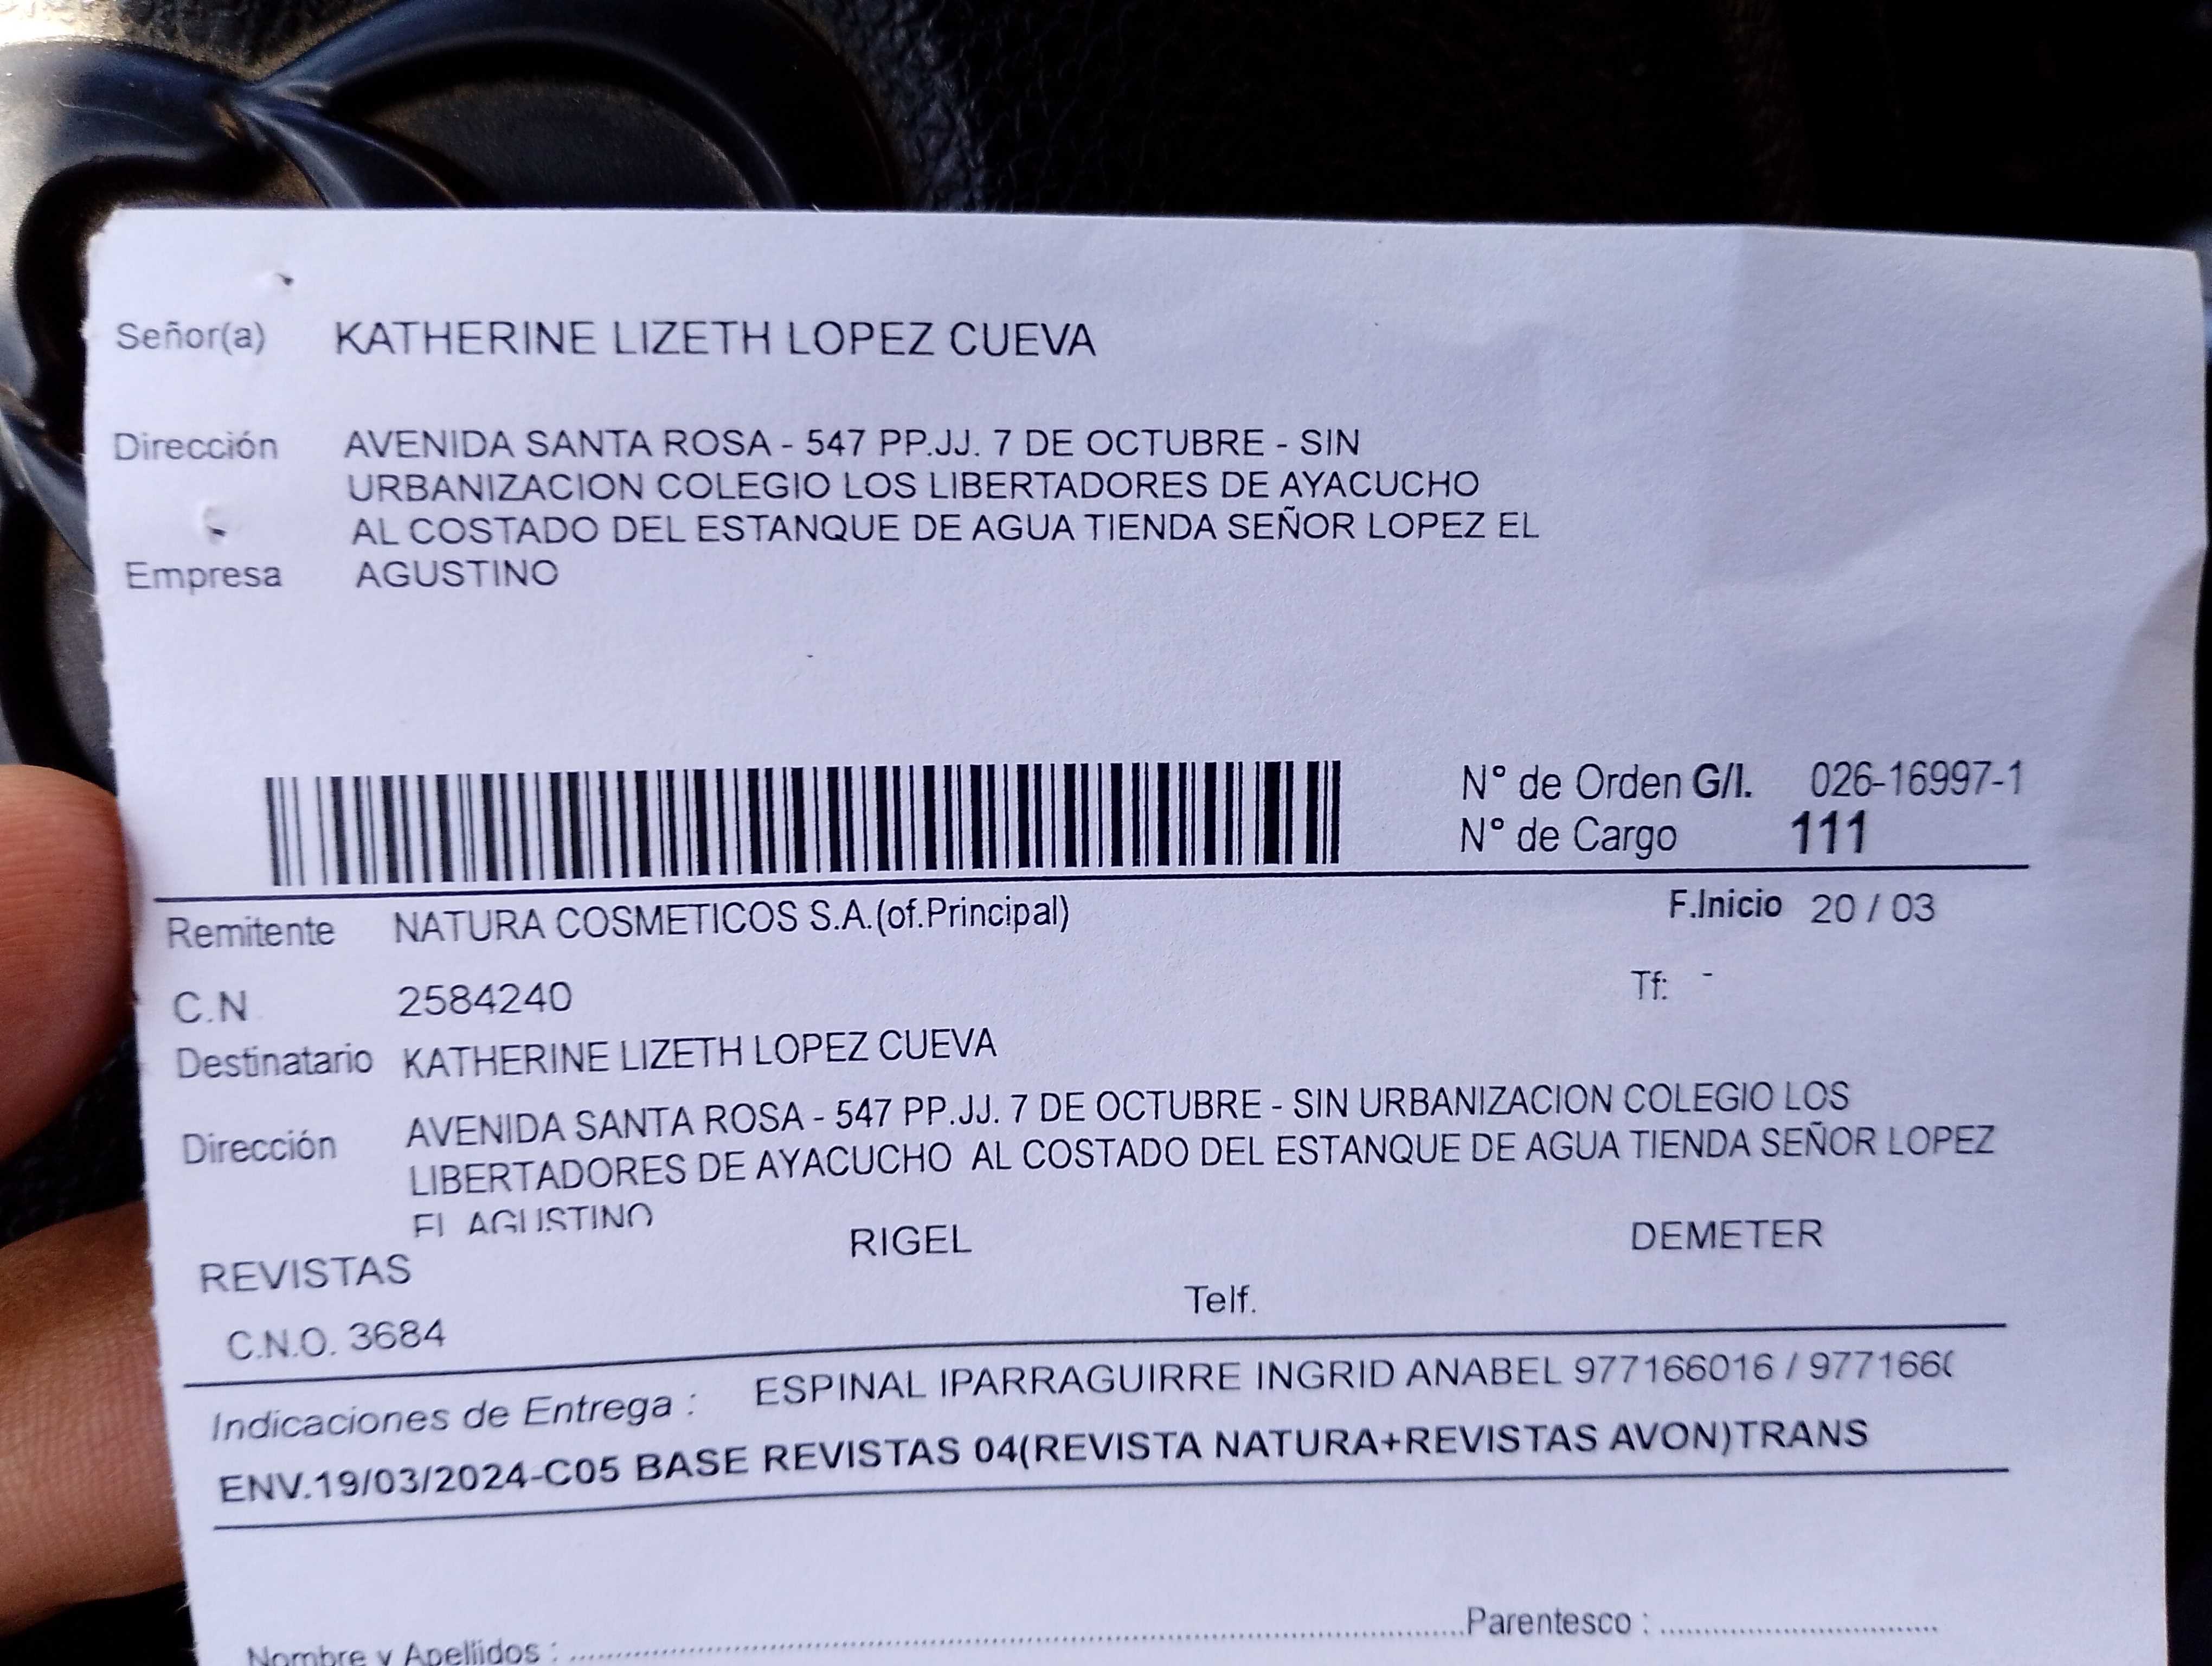 Señor(a) KATHERINE LIZETH LOPEZ CUEVA
Dirección AVENIDA SANTA ROSA - 547 PP.JJ. 7 DE OCTUBRE - SIN
URBANIZACION COLEGIO LOS LIBERTADORES DE AYACUCHO
AL COSTADO DEL ESTANQUE DE AGUA TIENDA SEÑOR LOPEZ EL
Empresa AGUSTINO
N° de Orden G/I. 026-16997-1
N° de Cargo 111
Remitente NATURA COSMETICOS S.A.(of.Principal) F.Inicio 20 / 03
C.N 2584240 Tf: -
Destinatario KATHERINE LIZETH LOPEZ CUEVA
Dirección AVENIDA SANTA ROSA - 547 PP.JJ. 7 DE OCTUBRE - SIN URBANIZACION COLEGIO LOS
LIBERTADORES DE AYACUCHO AL COSTADO DEL ESTANQUE DE AGUA TIENDA SEÑOR LOPEZ
EL AGUSTINO
REVISTAS RIGEL DEMETER
C.N.O. 3684 Telf.
Indicaciones de Entrega : ESPINAL IPARRAGUIRRE INGRID ANABEL 977166016 / 977166
ENV.19/03/2024-C05 BASE REVISTAS 04(REVISTA NATURA+REVISTAS AVON)TRANS
Nombre y Apellidos : Parentesco :